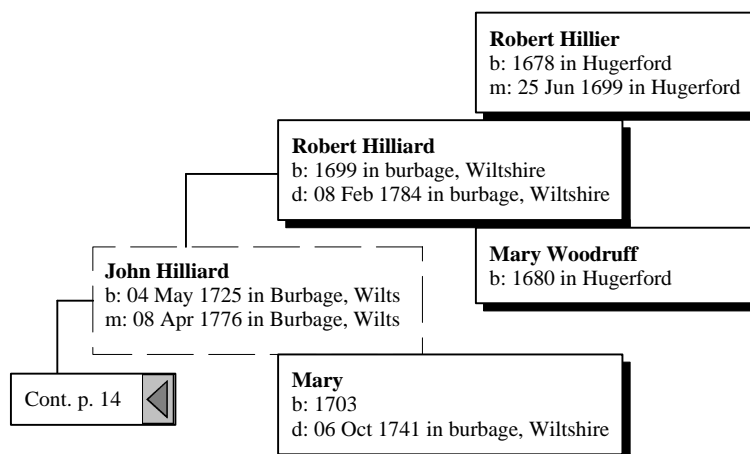 Robert Hillier
b: 1678 in Hugerford
m: 25 Jun 1699 in Hugerford
Robert Hilliard
b: 1699 in burbage, Wiltshire
d: 08 Feb 1784 in burbage, Wiltshire
Mary Woodruff
b: 1680 in Hugerford
John Hilliard
b: 04 May 1725 in Burbage, Wilts
m: 08 Apr 1776 in Burbage, Wilts
Cont. p. 14
Mary
b: 1703
d: 06 Oct 1741 in burbage, Wiltshire